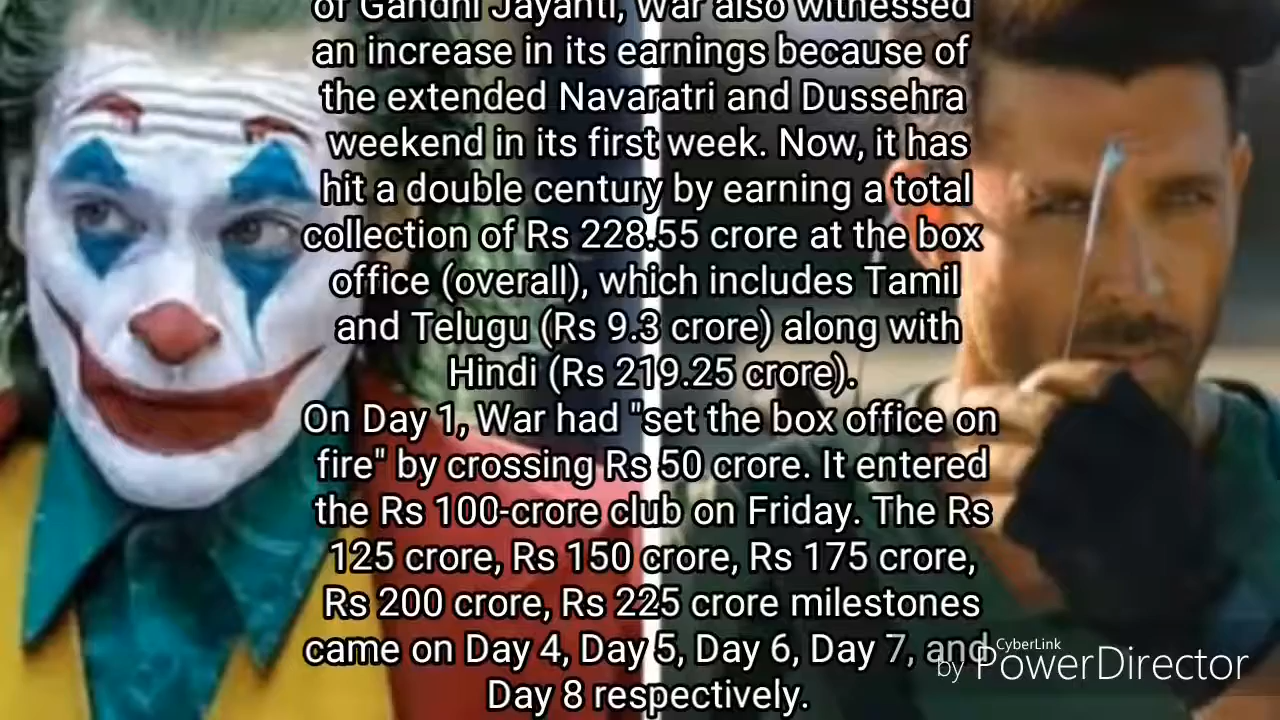 of Gandhi Jayanti, War also witnessed
an increase in its earnings because of
the extended Navaratri and Dussehra
weekend in its first week. Now, it has
hit a double century by earning a total
collection of Rs 228.55 crore at the box
office (overall), which includes Tamil
and Telugu (Rs 9.3 crore) along with
Hindi (Rs 219.25 crore).
On Day 1, War had "set the box office on
fire" by crossing Rs 50 crore. It entered
the Rs 100-crore club on Friday. The Rs
125 crore, Rs 150 crore, Rs 175 crore,
Rs 200 crore, Rs 225 crore milestones
came on Day 4, Day 5, Day 6, Day 7, and
Day 8 respectively.
CyberLink
by PowerDirector